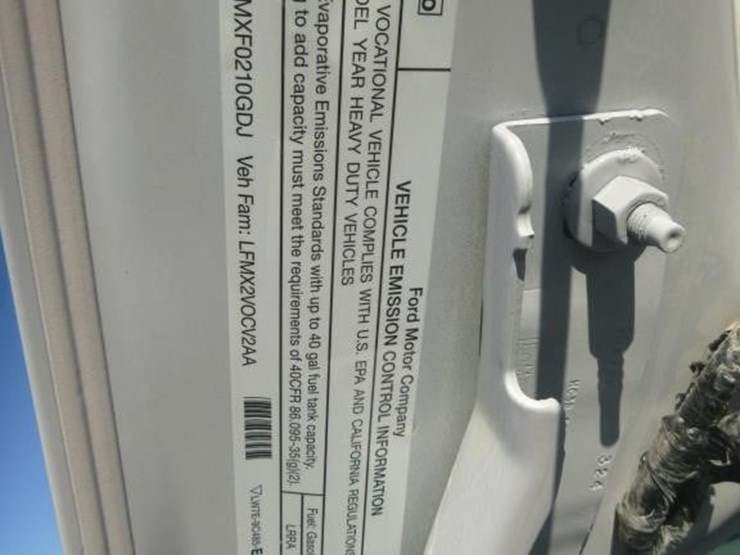 Ford Motor Company
VEHICLE EMISSION CONTROL INFORMATION
VOCATIONAL VEHICLE COMPLIES WITH U.S. EPA AND CALIFORNIA REGULATIONS
YEAR HEAVY DUTY VEHICLES
Evaporative Emissions Standards with up to 40 gal fuel tank capacity.
to add capacity must meet the requirements of 40CFR 86.095-35(g)(2).
Fuel:
LRRA
MXF0210GDJ Veh Fam: LFMX2VOCV2AA